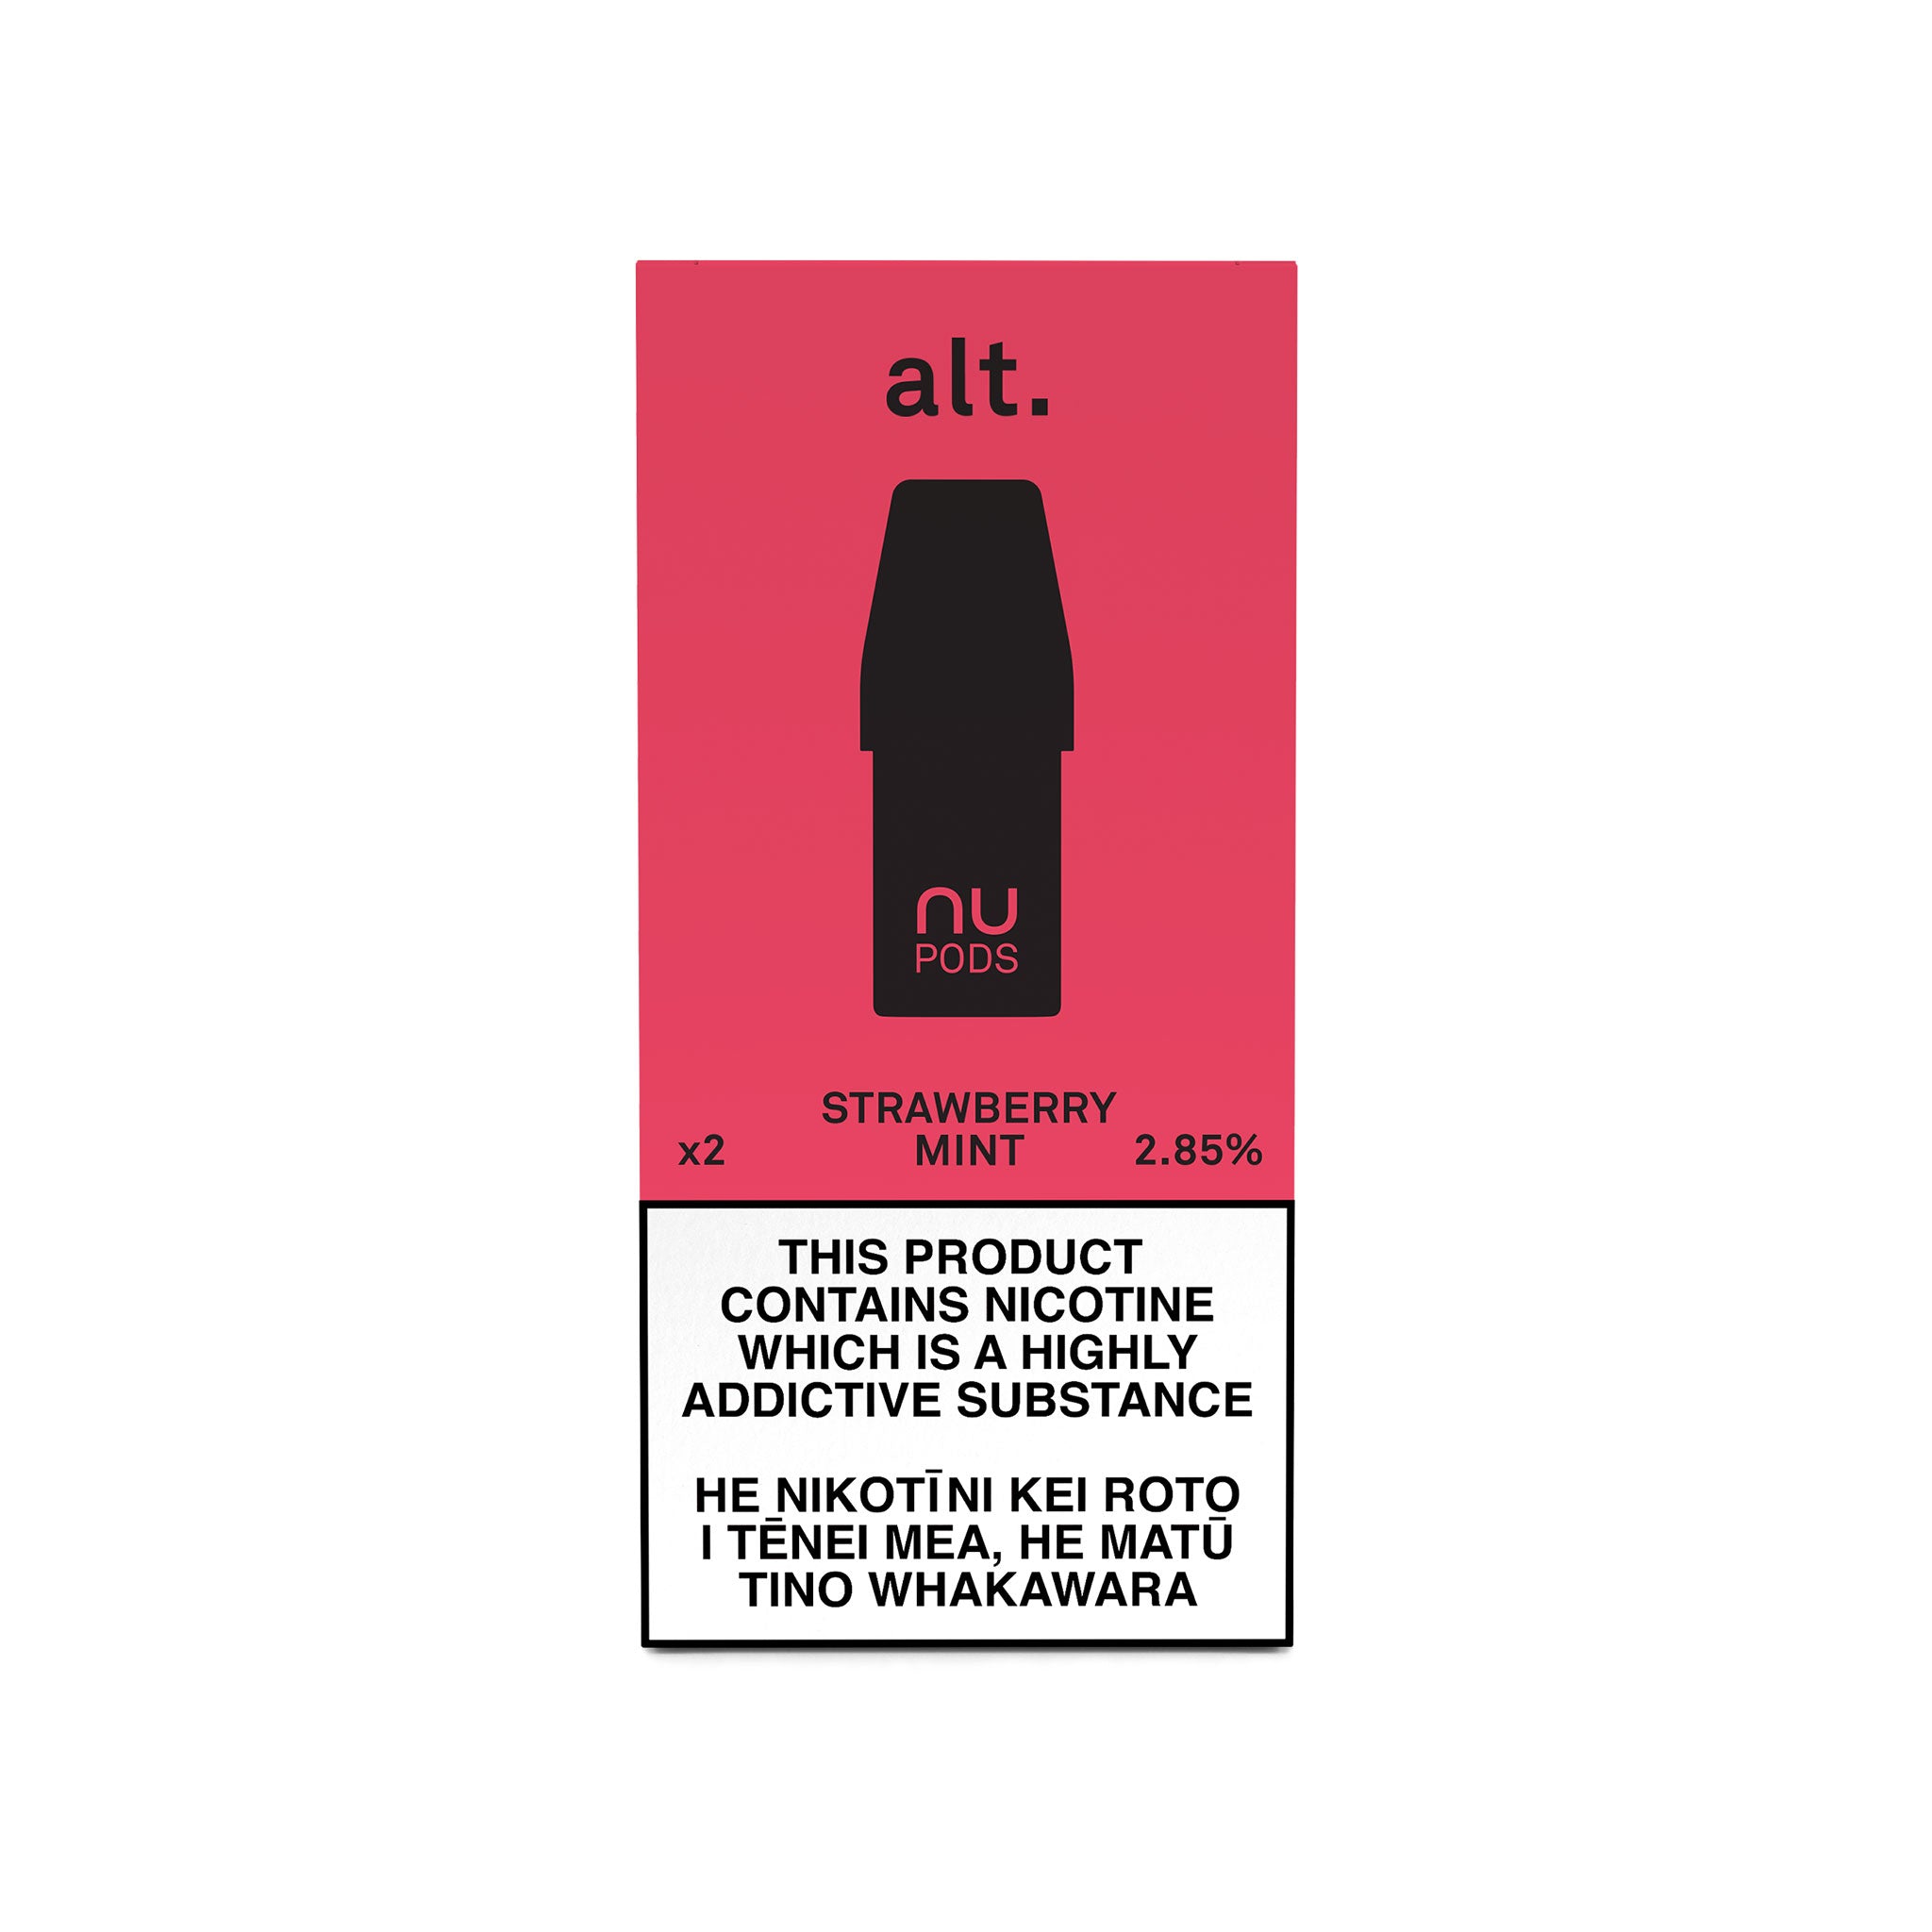 alt.
nu
PODS
STRAWBERRY
x2 MINT 2.85%
THIS PRODUCT
CONTAINS NICOTINE
WHICH IS A HIGHLY
ADDICTIVE SUBSTANCE
HE NIKOTĪNI KEI ROTO
I TĒNEI MEA, HE MATŪ
TINO WHAKAWARA